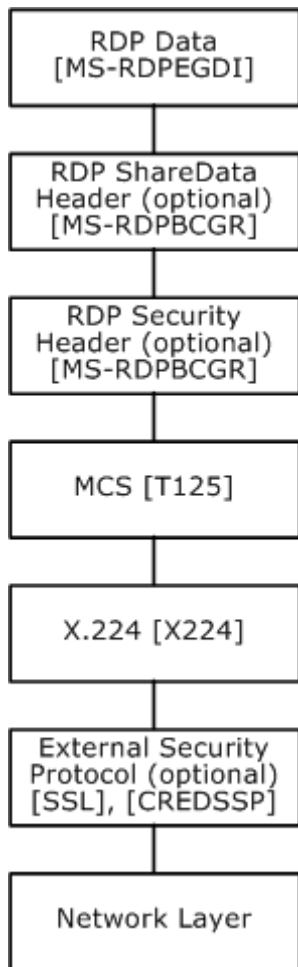 RDP Data
[MS-RDPEGDI]
RDP ShareData
Header (optional)
[MS-RDPBCGR]
RDP Security
Header (optional)
[MS-RDPBCGR]
MCS [T125]
X.224 [X224]
External Security
Protocol (optional)
[SSL], [CREDSSP]
Network Layer